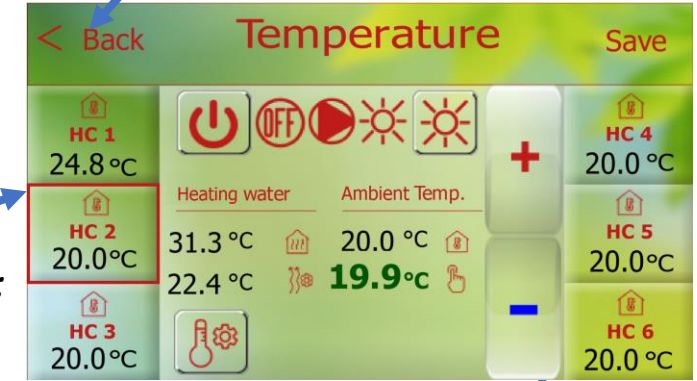 < Back
Temperature
Save
HC 1
24.8 °C
HC 2
20.0°C
HC 3
20.0°C
OFF
Heating water
Ambient Temp.
31.3 °C
20.0 °C
22.4 °C
19.9°C
+
-
HC 4
20.0 °C
HC 5
20.0°C
HC 6
20.0 °C